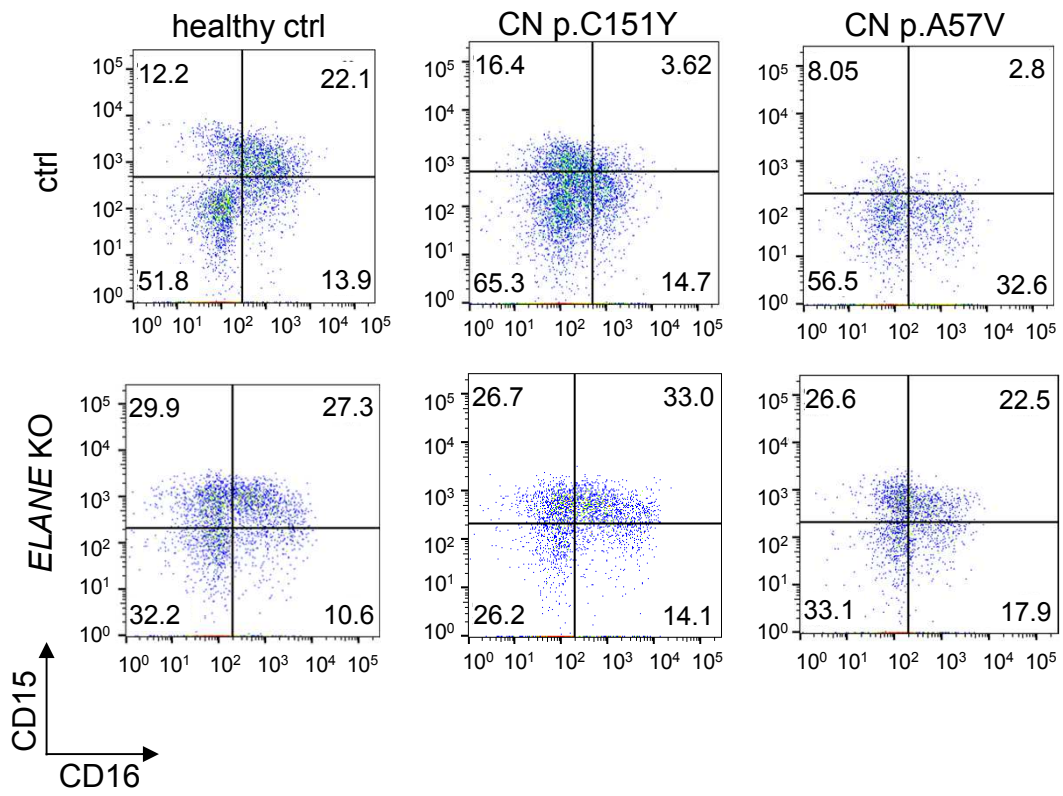 healthy ctrl CN p.C151Y CN p.A57V
ctrl
10⁵ 12.2 22.1
10⁴
10³
10²
10¹
10⁰ 51.8 13.9
10⁰ 10¹ 10² 10³ 10⁴ 10⁵
10⁵ 16.4 3.62
10⁴
10³
10²
10¹
10⁰ 65.3 14.7
10⁰ 10¹ 10² 10³ 10⁴ 10⁵
10⁵ 8.05 2.8
10⁴
10³
10²
10¹
10⁰ 56.5 32.6
10⁰ 10¹ 10² 10³ 10⁴ 10⁵
ELANE KO
10⁵ 29.9 27.3
10⁴
10³
10²
10¹
10⁰ 32.2 10.6
10⁰ 10¹ 10² 10³ 10⁴ 10⁵
10⁵ 26.7 33.0
10⁴
10³
10²
10¹
10⁰ 26.2 14.1
10⁰ 10¹ 10² 10³ 10⁴ 10⁵
10⁵ 26.6 22.5
10⁴
10³
10²
10¹
10⁰ 33.1 17.9
10⁰ 10¹ 10² 10³ 10⁴ 10⁵
CD15
CD16